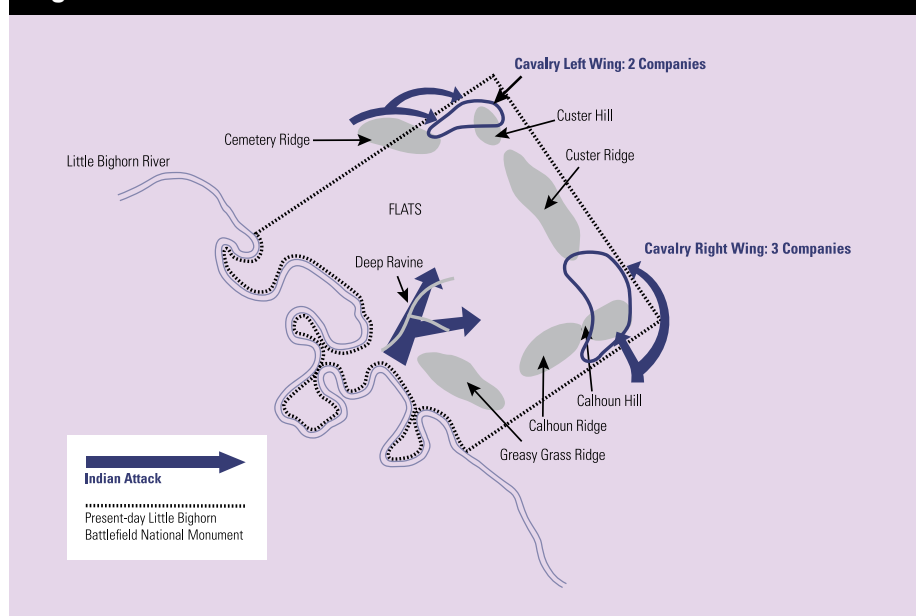 Cavalry Left Wing: 2 Companies
Custer Hill
Cemetery Ridge
Custer Ridge
Little Bighorn River
FLATS
Cavalry Right Wing: 3 Companies
Deep Ravine
Calhoun Hill
Calhoun Ridge
Greasy Grass Ridge
Indian Attack
Present-day Little Bighorn
Battlefield National Monument